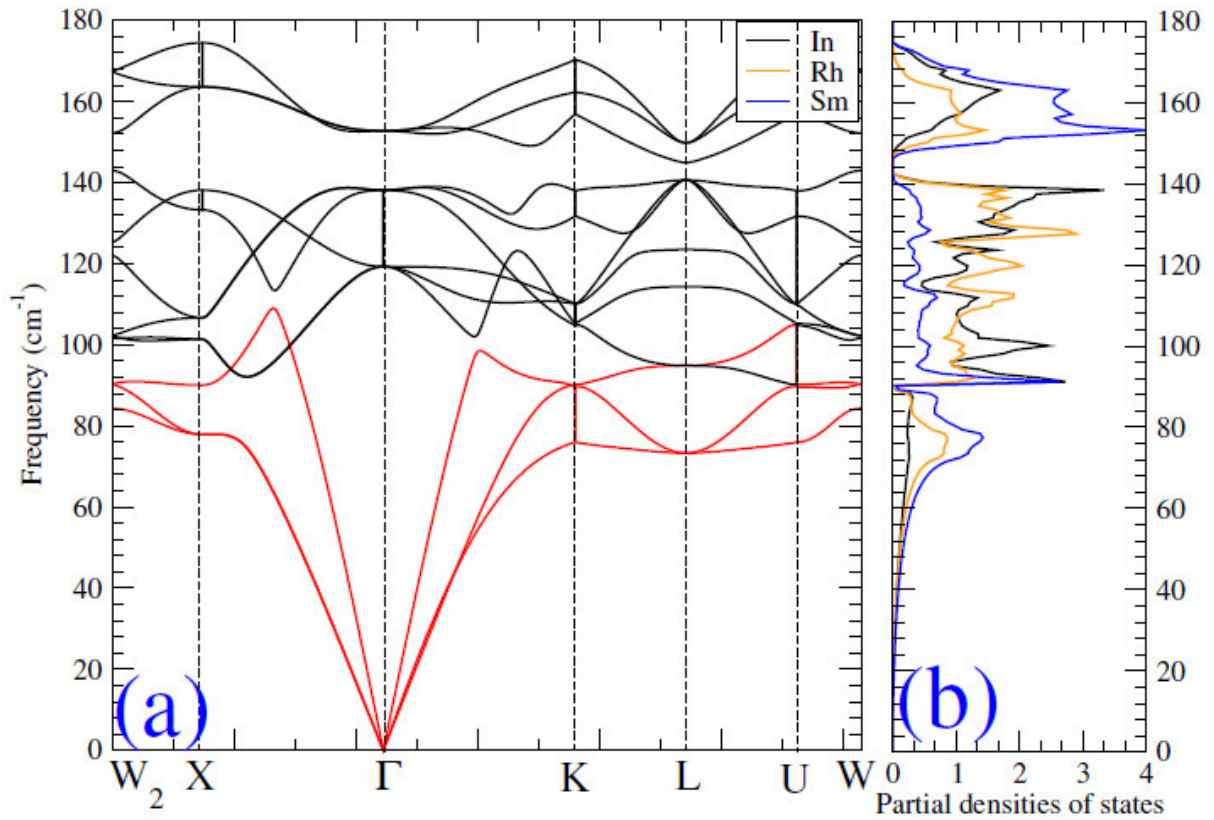 180
160
140
120
100
80
60
40
20
0
Frequency (cm⁻¹)
(a)
W₂ X Γ K L U W
In
Rh
Sm
(b)
180
160
140
120
100
80
60
40
20
0
0 1 2 3 4
Partial densities of states